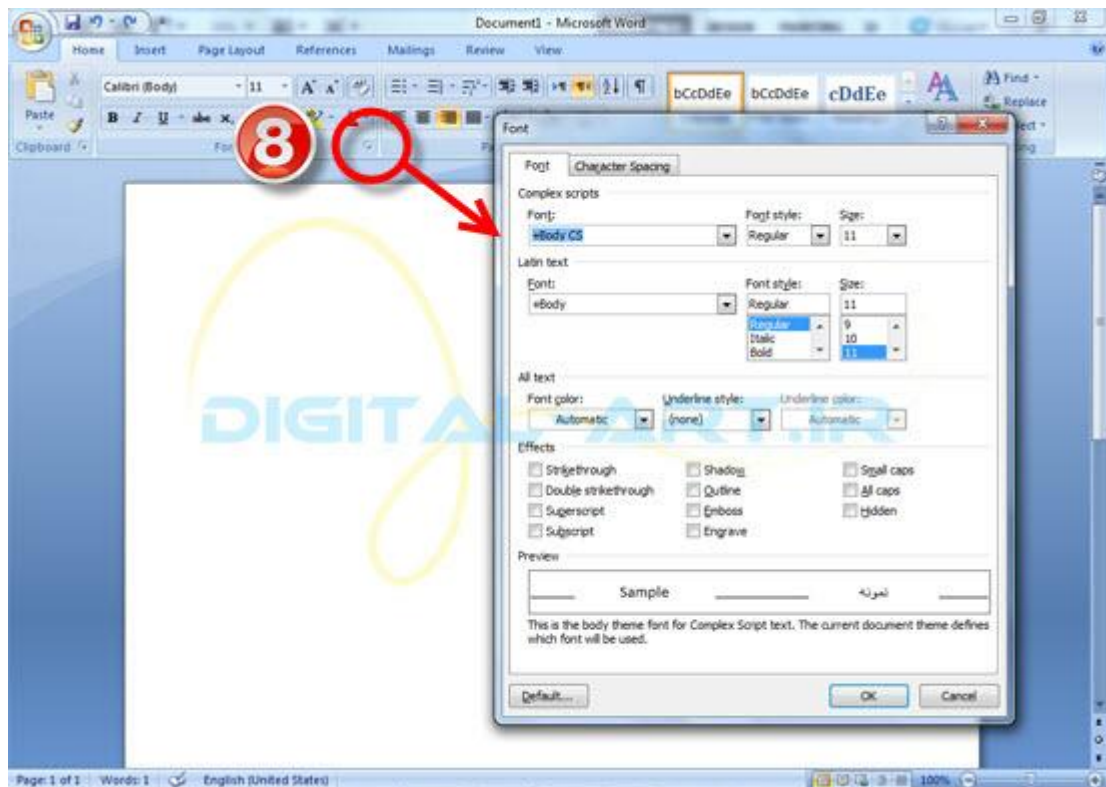 Document1 - Microsoft Word
Home Insert Page Layout References Mailings Review View
Calibri (Body) 11 A A Find
bCcDdEe bCcDdEe cDdEe
Replace
Paste B I U abe
Clipboard
8
Font
Font Character Spacing
Complex scripts
Font: Font style: Size:
+Body CS Regular 11
Latin text
Font: Font style: Size:
+Body Regular 11
Regular 9
Italic 10
Bold 11
All text
Font color: Underline style: Underline color:
Automatic (none) Automatic
DIGITAL-ART.IR
Effects
Strikethrough Shadow Small caps
Double strikethrough Outline All caps
Superscript Emboss Hidden
Subscript Engrave
Preview
Sample نمونه
This is the body theme font for Complex Script text. The current document theme defines
which font will be used.
Default... OK Cancel
Page: 1 of 1 Words: 1 English (United States) 100%